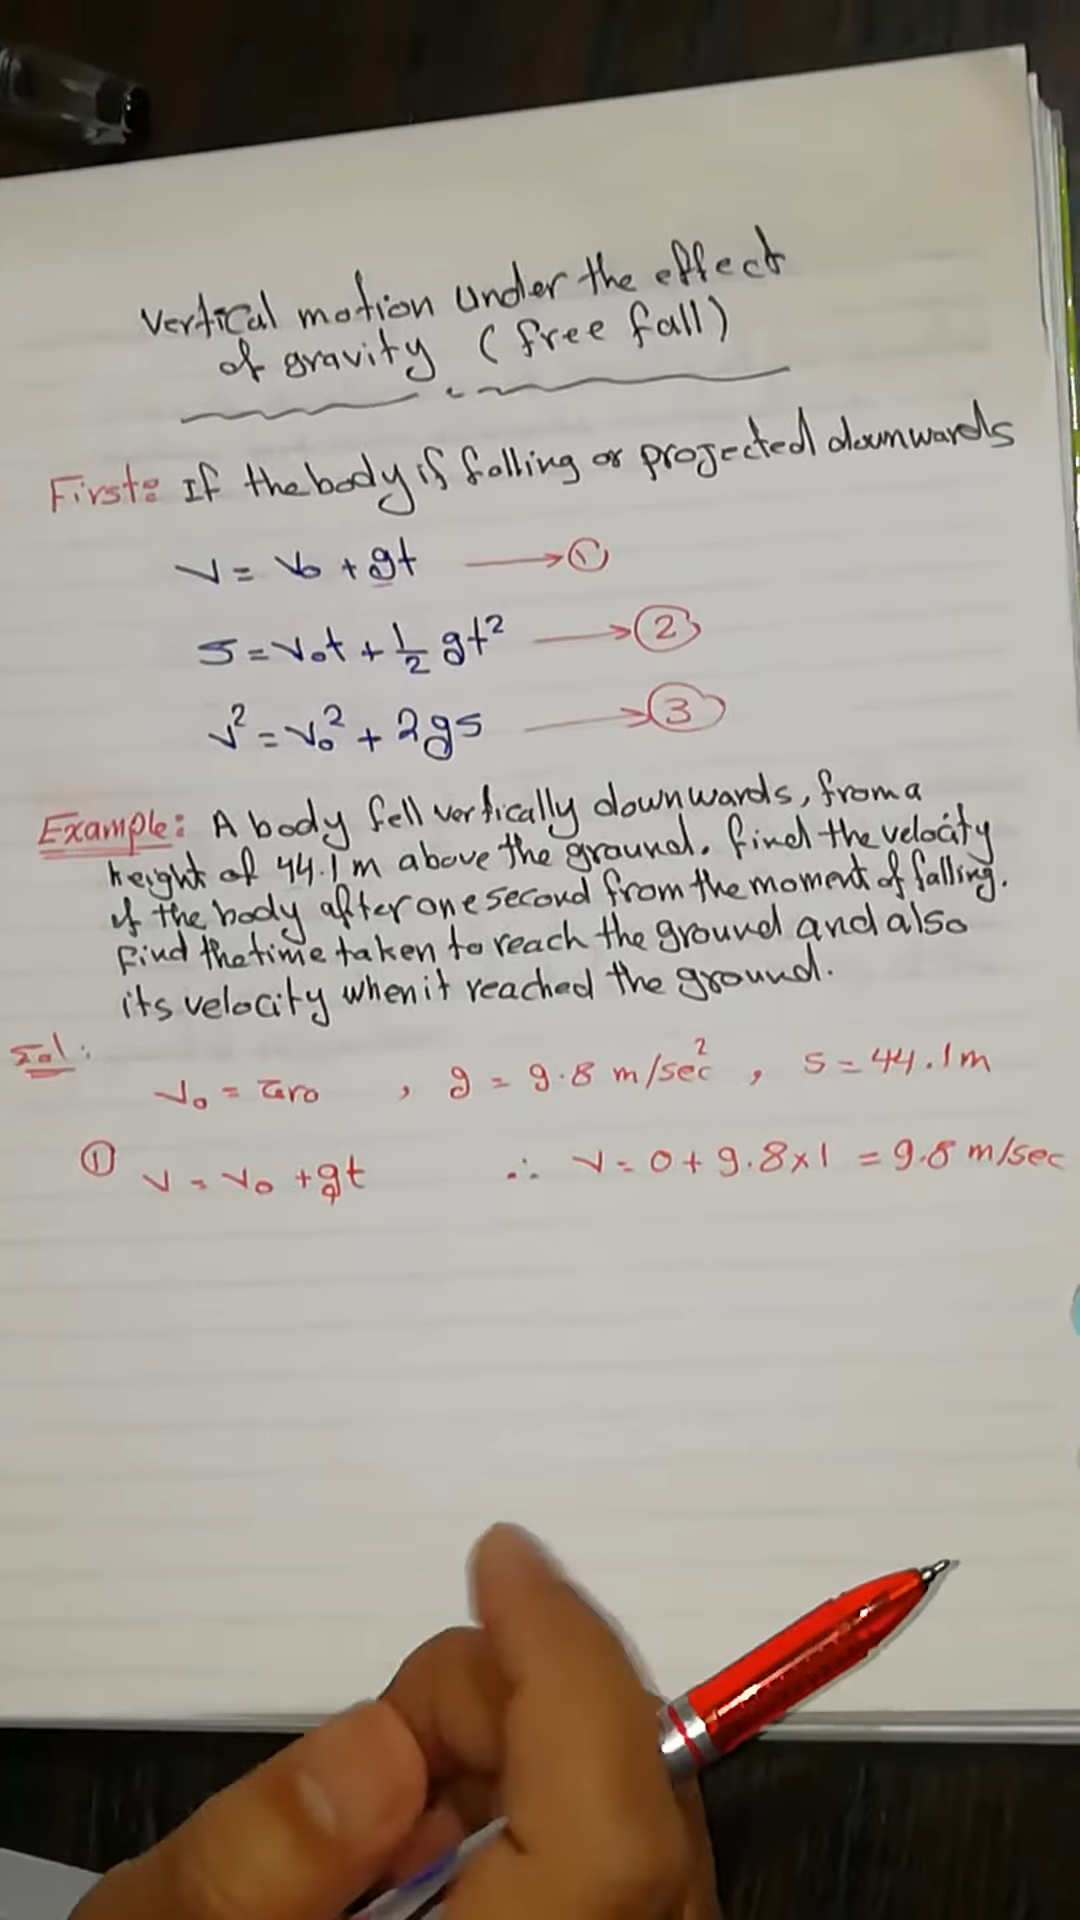 Vertical motion under the effect
of gravity (free fall)
First: If the body if falling or projected downwards
V = V₀ + gt → ①
S = V₀t + 1/2 gt² → ②
V² = V₀² + 2gs → ③
Example: A body fell vertically downwards, from a
height of 44.1m above the ground. find the velocity
of the body after one second from the moment of falling.
Find the time taken to reach the ground and also
its velocity when it reached the ground.
Sol:
V₀ = Zero , g = 9.8 m/sec² , S = 44.1m
① V = V₀ + gt ∴ V = 0 + 9.8 × 1 = 9.8 m/sec